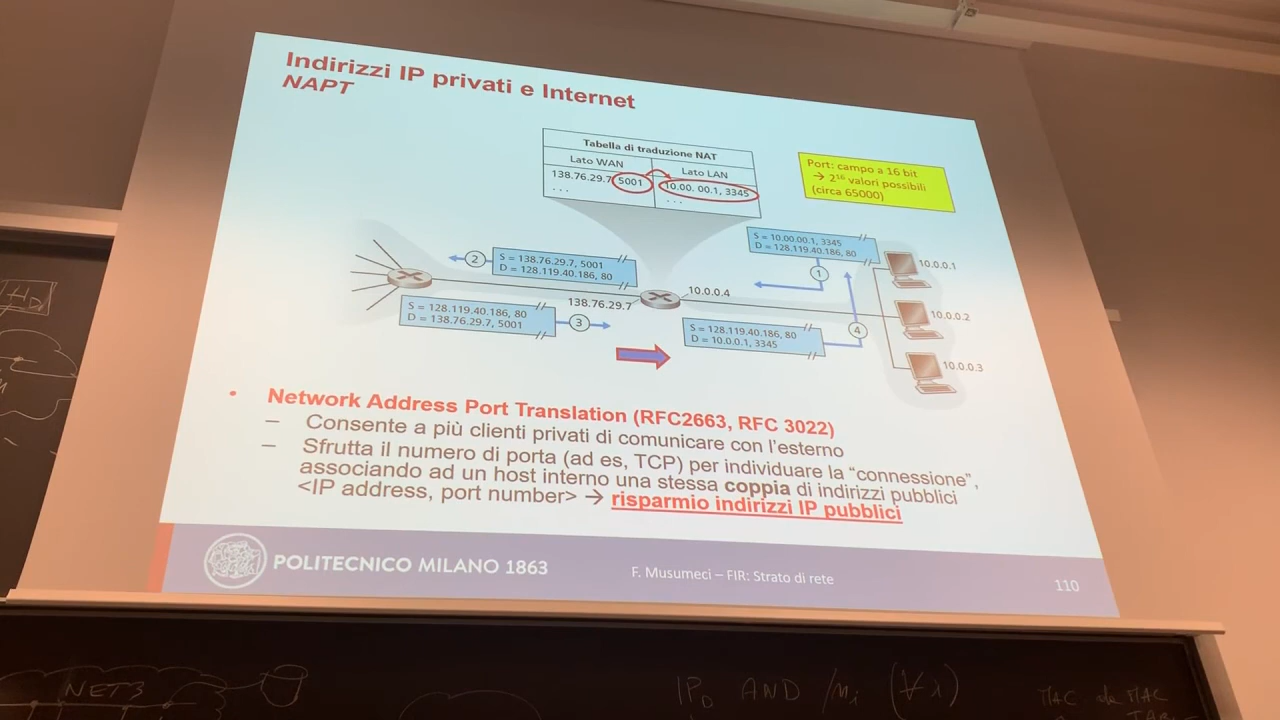 Indirizzi IP privati e Internet
NAPT
Tabella di traduzione NAT
Lato WAN
Lato LAN
138.76.29.7, 5001
10.00. 00.1, 3345
. . .
. . .
Port: campo a 16 bit
→ 2¹⁶ valori possibili
(circa 65000)
S = 10.00.00.1, 3345
D = 128.119.40.186, 80
1
2
S = 138.76.29.7, 5001
D = 128.119.40.186, 80
10.0.0.1
10.0.0.4
138.76.29.7
S = 128.119.40.186, 80
D = 138.76.29.7, 5001
3
S = 128.119.40.186, 80
D = 10.0.0.1, 3345
4
10.0.0.2
10.0.0.3
• Network Address Port Translation (RFC2663, RFC 3022)
– Consente a più clienti privati di comunicare con l'esterno
– Sfrutta il numero di porta (ad es, TCP) per individuare la “connessione”,
associando ad un host interno una stessa coppia di indirizzi pubblici
<IP address, port number> → risparmio indirizzi IP pubblici
POLITECNICO MILANO 1863
F. Musumeci – FIR: Strato di rete
110
HD
NET3
IPD AND /Mi (∀i)
MAC da MAC